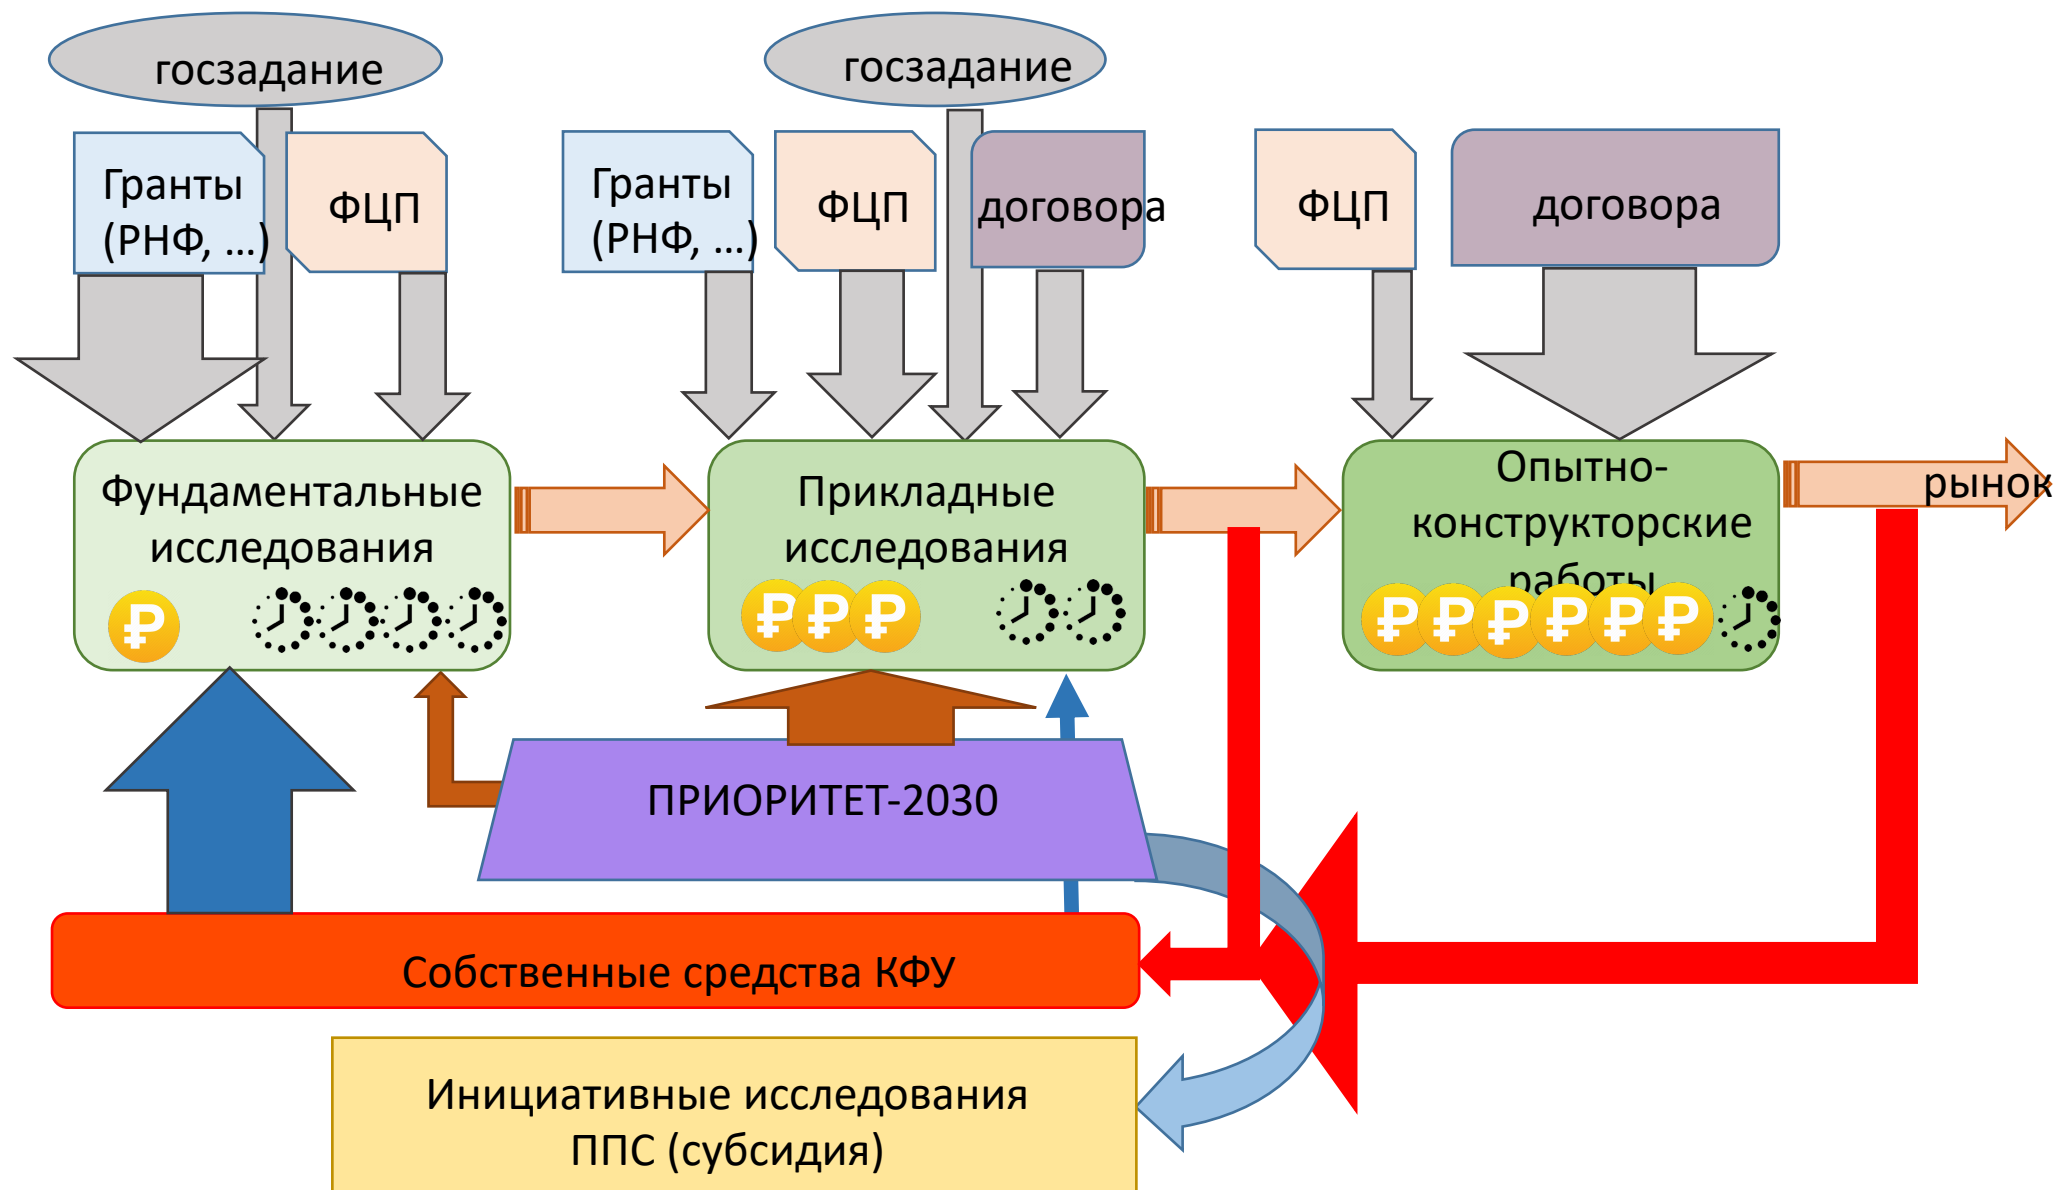 госзадание
госзадание
Гранты
(РНФ, ...)
ФЦП
Гранты
(РНФ, ...)
ФЦП
договора
ФЦП
договора
Фундаментальные
исследования
Прикладные
исследования
Опытно-
конструкторские
работы
рынок
ПРИОРИТЕТ-2030
Собственные средства КФУ
Инициативные исследования
ППС (субсидия)